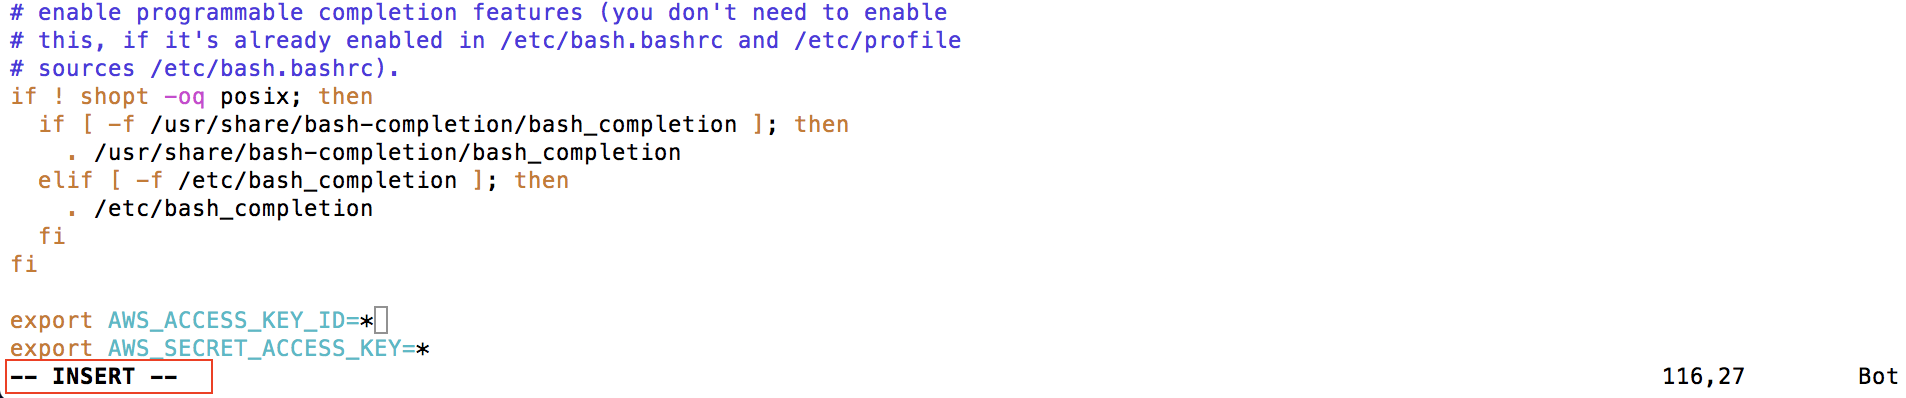 # enable programmable completion features (you don't need to enable
# this, if it's already enabled in /etc/bash.bashrc and /etc/profile
# sources /etc/bash.bashrc).
if ! shopt -oq posix; then
  if [ -f /usr/share/bash-completion/bash_completion ]; then
    . /usr/share/bash-completion/bash_completion
  elif [ -f /etc/bash_completion ]; then
    . /etc/bash_completion
  fi
fi

export AWS_ACCESS_KEY_ID=*
export AWS_SECRET_ACCESS_KEY=*
-- INSERT -- 116,27 Bot